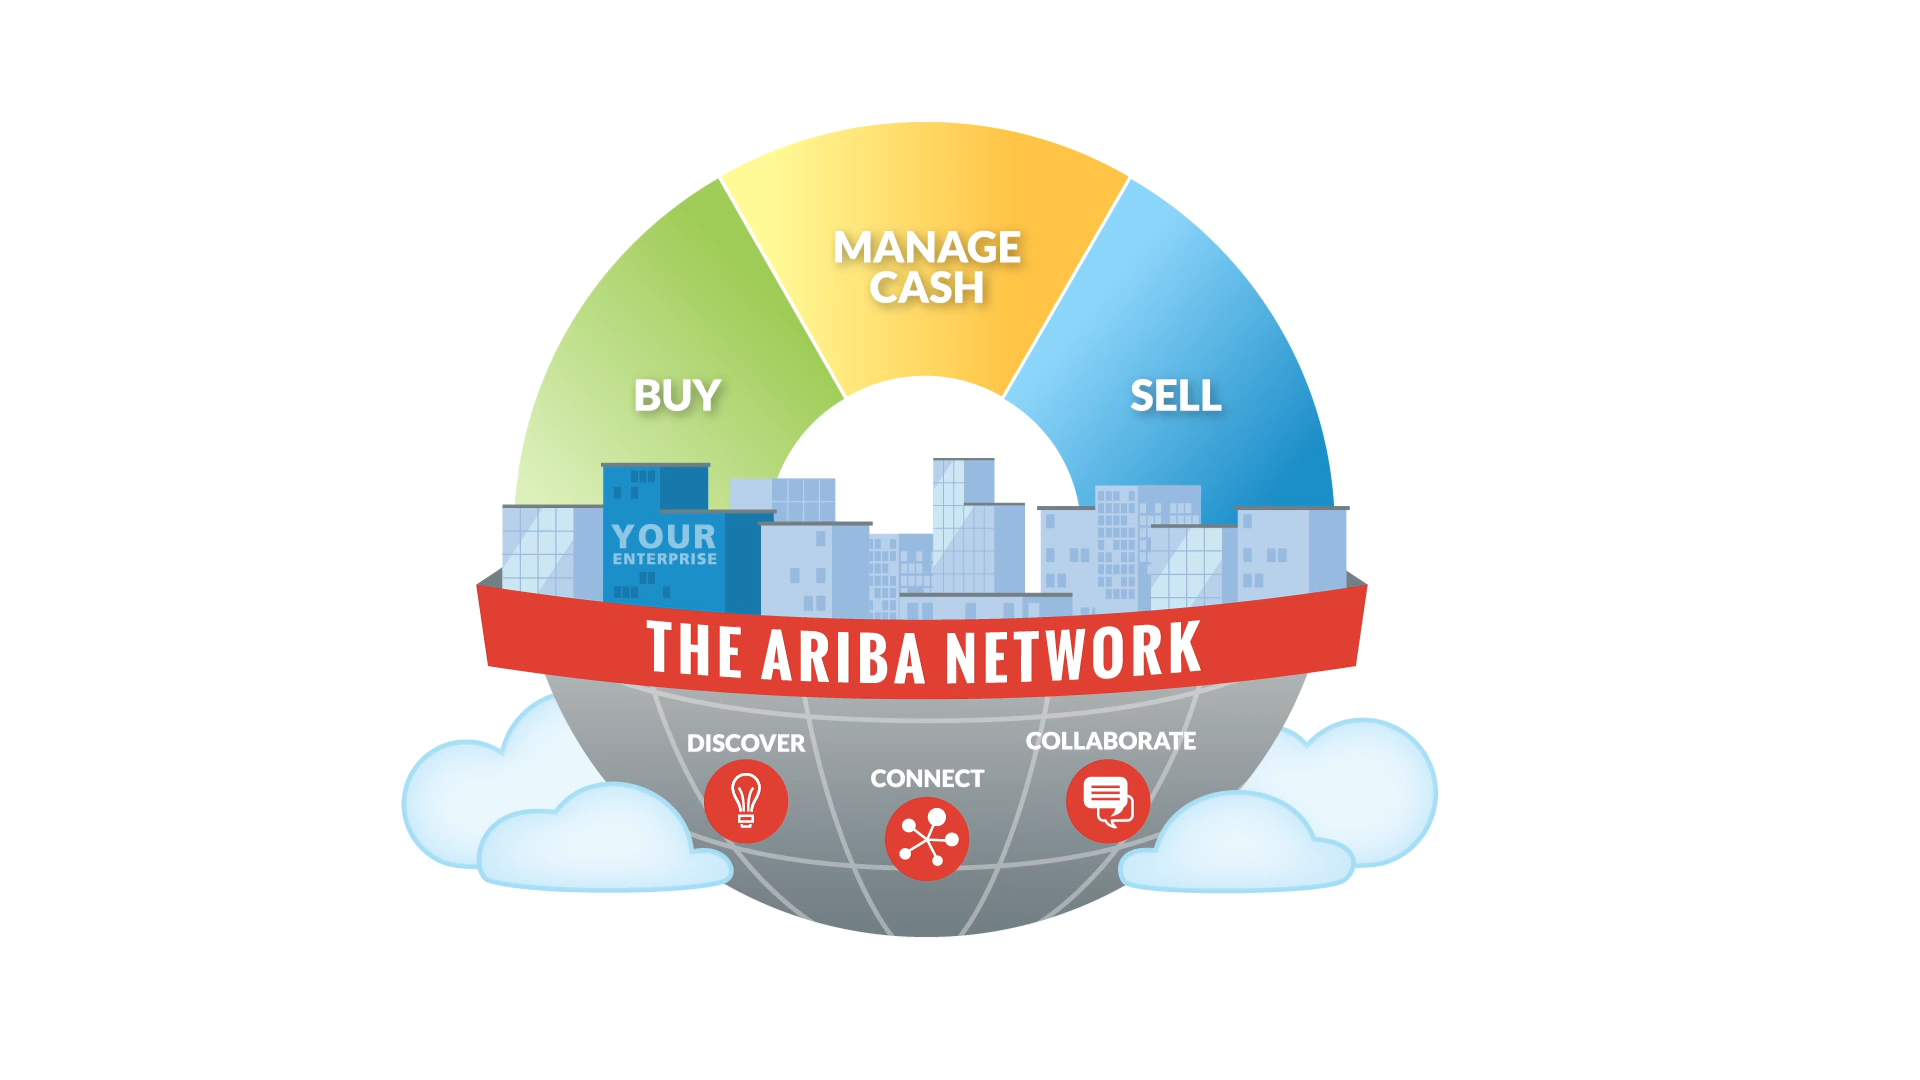 MANAGE
CASH
BUY
SELL
YOUR
ENTERPRISE
THE ARIBA NETWORK
DISCOVER
CONNECT
COLLABORATE